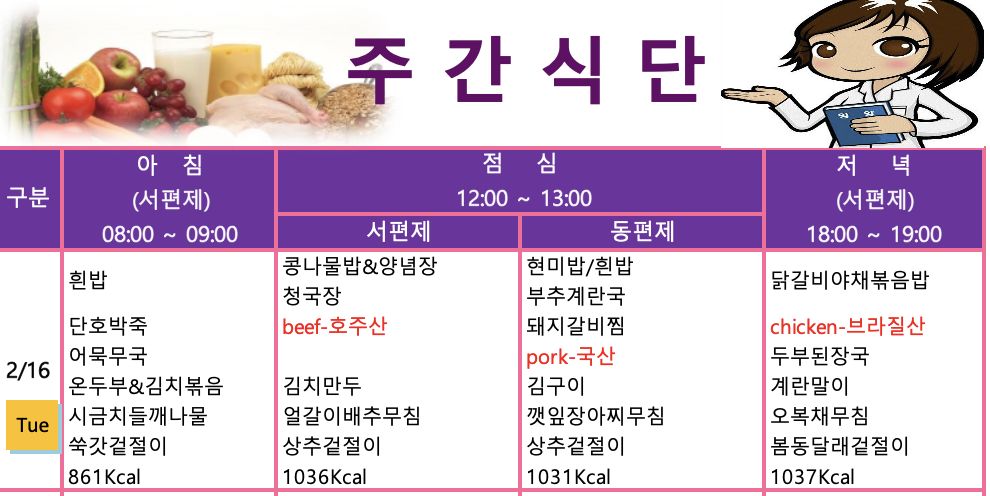 주간식단
영양
구분
아 침
(서편제)
08:00 ~ 09:00
점 심
12:00 ~ 13:00
서편제
동편제
저 녁
(서편제)
18:00 ~ 19:00
2/16
Tue
흰밥
단호박죽
어묵무국
온두부&김치볶음
시금치들깨나물
쑥갓겉절이
861Kcal
콩나물밥&양념장
청국장
beef-호주산
김치만두
얼갈이배추무침
상추겉절이
1036Kcal
현미밥/흰밥
부추계란국
돼지갈비찜
pork-국산
김구이
깻잎장아찌무침
상추겉절이
1031Kcal
닭갈비야채볶음밥
chicken-브라질산
두부된장국
계란말이
오복채무침
봄동달래겉절이
1037Kcal